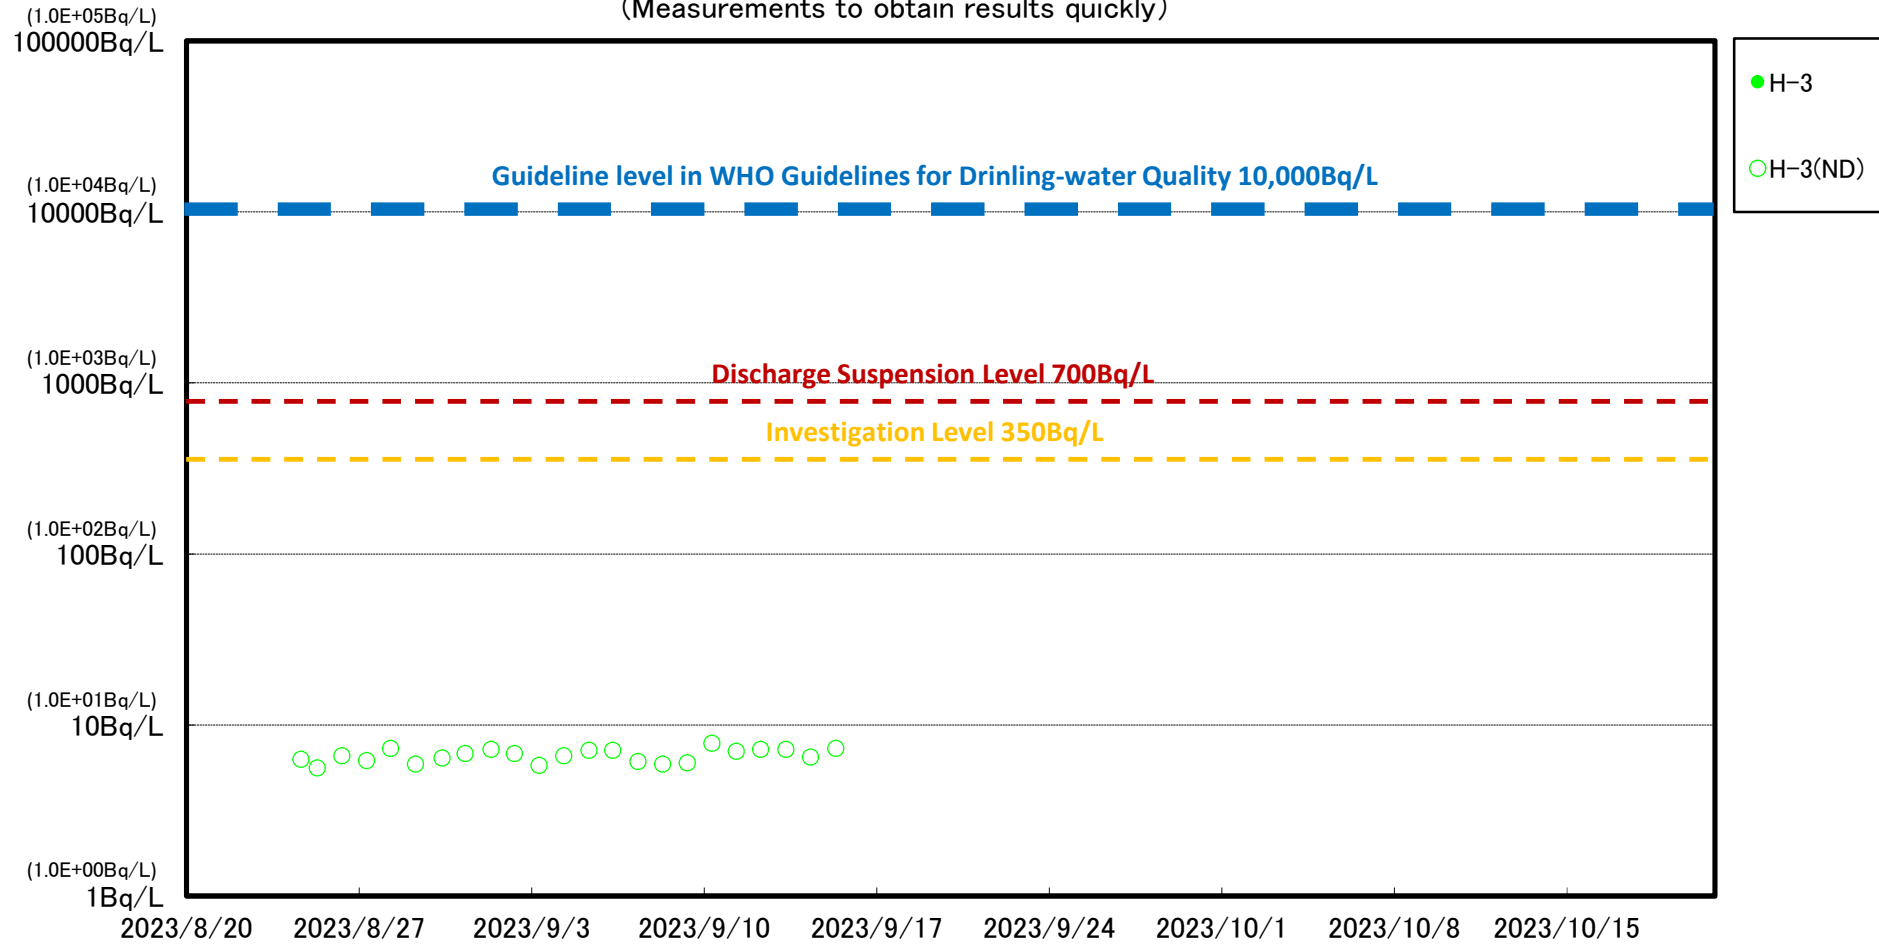 (Measurements to obtain results quickly)
(1.0E+05Bq/L)
100000Bq/L
H-3
H-3(ND)
Guideline level in WHO Guidelines for Drinling-water Quality 10,000Bq/L
(1.0E+04Bq/L)
10000Bq/L
(1.0E+03Bq/L)
1000Bq/L
Discharge Suspension Level 700Bq/L
Investigation Level 350Bq/L
(1.0E+02Bq/L)
100Bq/L
(1.0E+01Bq/L)
10Bq/L
(1.0E+00Bq/L)
1Bq/L
2023/8/20 2023/8/27 2023/9/3 2023/9/10 2023/9/17 2023/9/24 2023/10/1 2023/10/8 2023/10/15